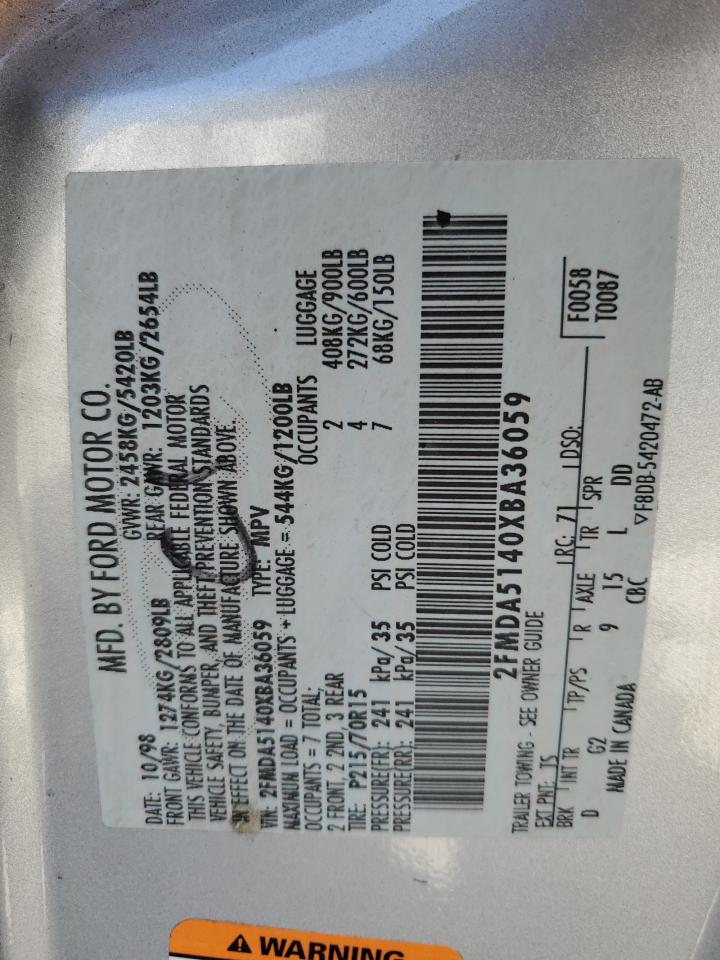 MFD. BY FORD MOTOR CO.
DATE: 10/98 GVWR: 2458KG/5420LB
FRONT GAWR: 1274KG/2809LB REAR GAWR: 1203KG/2654LB
THIS VEHICLE CONFORMS TO ALL APPLICABLE FEDERAL MOTOR
VEHICLE SAFETY, BUMPER, AND THEFT PREVENTION STANDARDS
IN EFFECT ON THE DATE OF MANUFACTURE SHOWN ABOVE
VIN: 2FMDA5140XBA36059 TYPE: MPV
MAXIMUM LOAD = OCCUPANTS + LUGGAGE = 544KG/1200LB
OCCUPANTS = 7 TOTAL; OCCUPANTS LUGGAGE
2 FRONT, 2 2ND, 3 REAR 2 408KG/900LB
TIRE: P215/70R15 4 272KG/600LB
PRESSURE(FR): 241 kPa/35 PSI COLD 7 68KG/150LB
PRESSURE(RR): 241 kPa/35 PSI COLD
2FMDA5140XBA36059
TRAILER TOWING - SEE OWNER GUIDE
EXT PNT: TS RC: 71 DSO: F0058
BRK INT TR TP/PS R AXLE TR SPR T0087
D G2 9 15 L DD
MADE IN CANADA CBC ▽F8DB-5420472-AB
⚠ WARNING